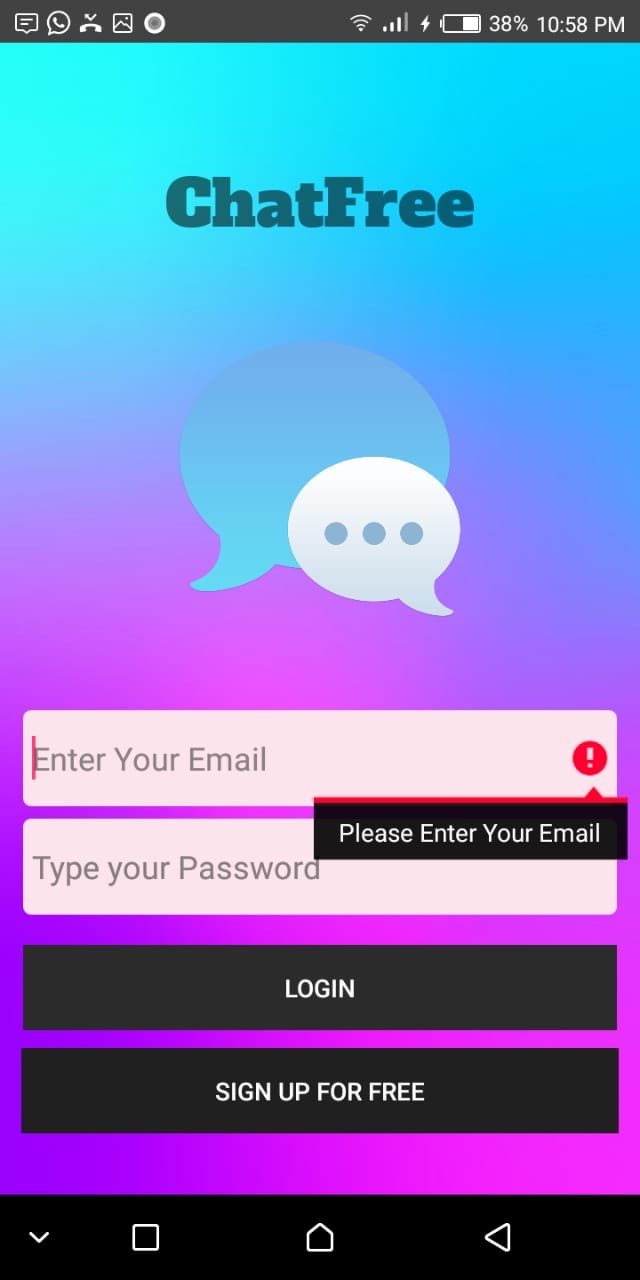 38% 10:58 PM
ChatFree
Enter Your Email
Please Enter Your Email
Type your Password
LOGIN
SIGN UP FOR FREE